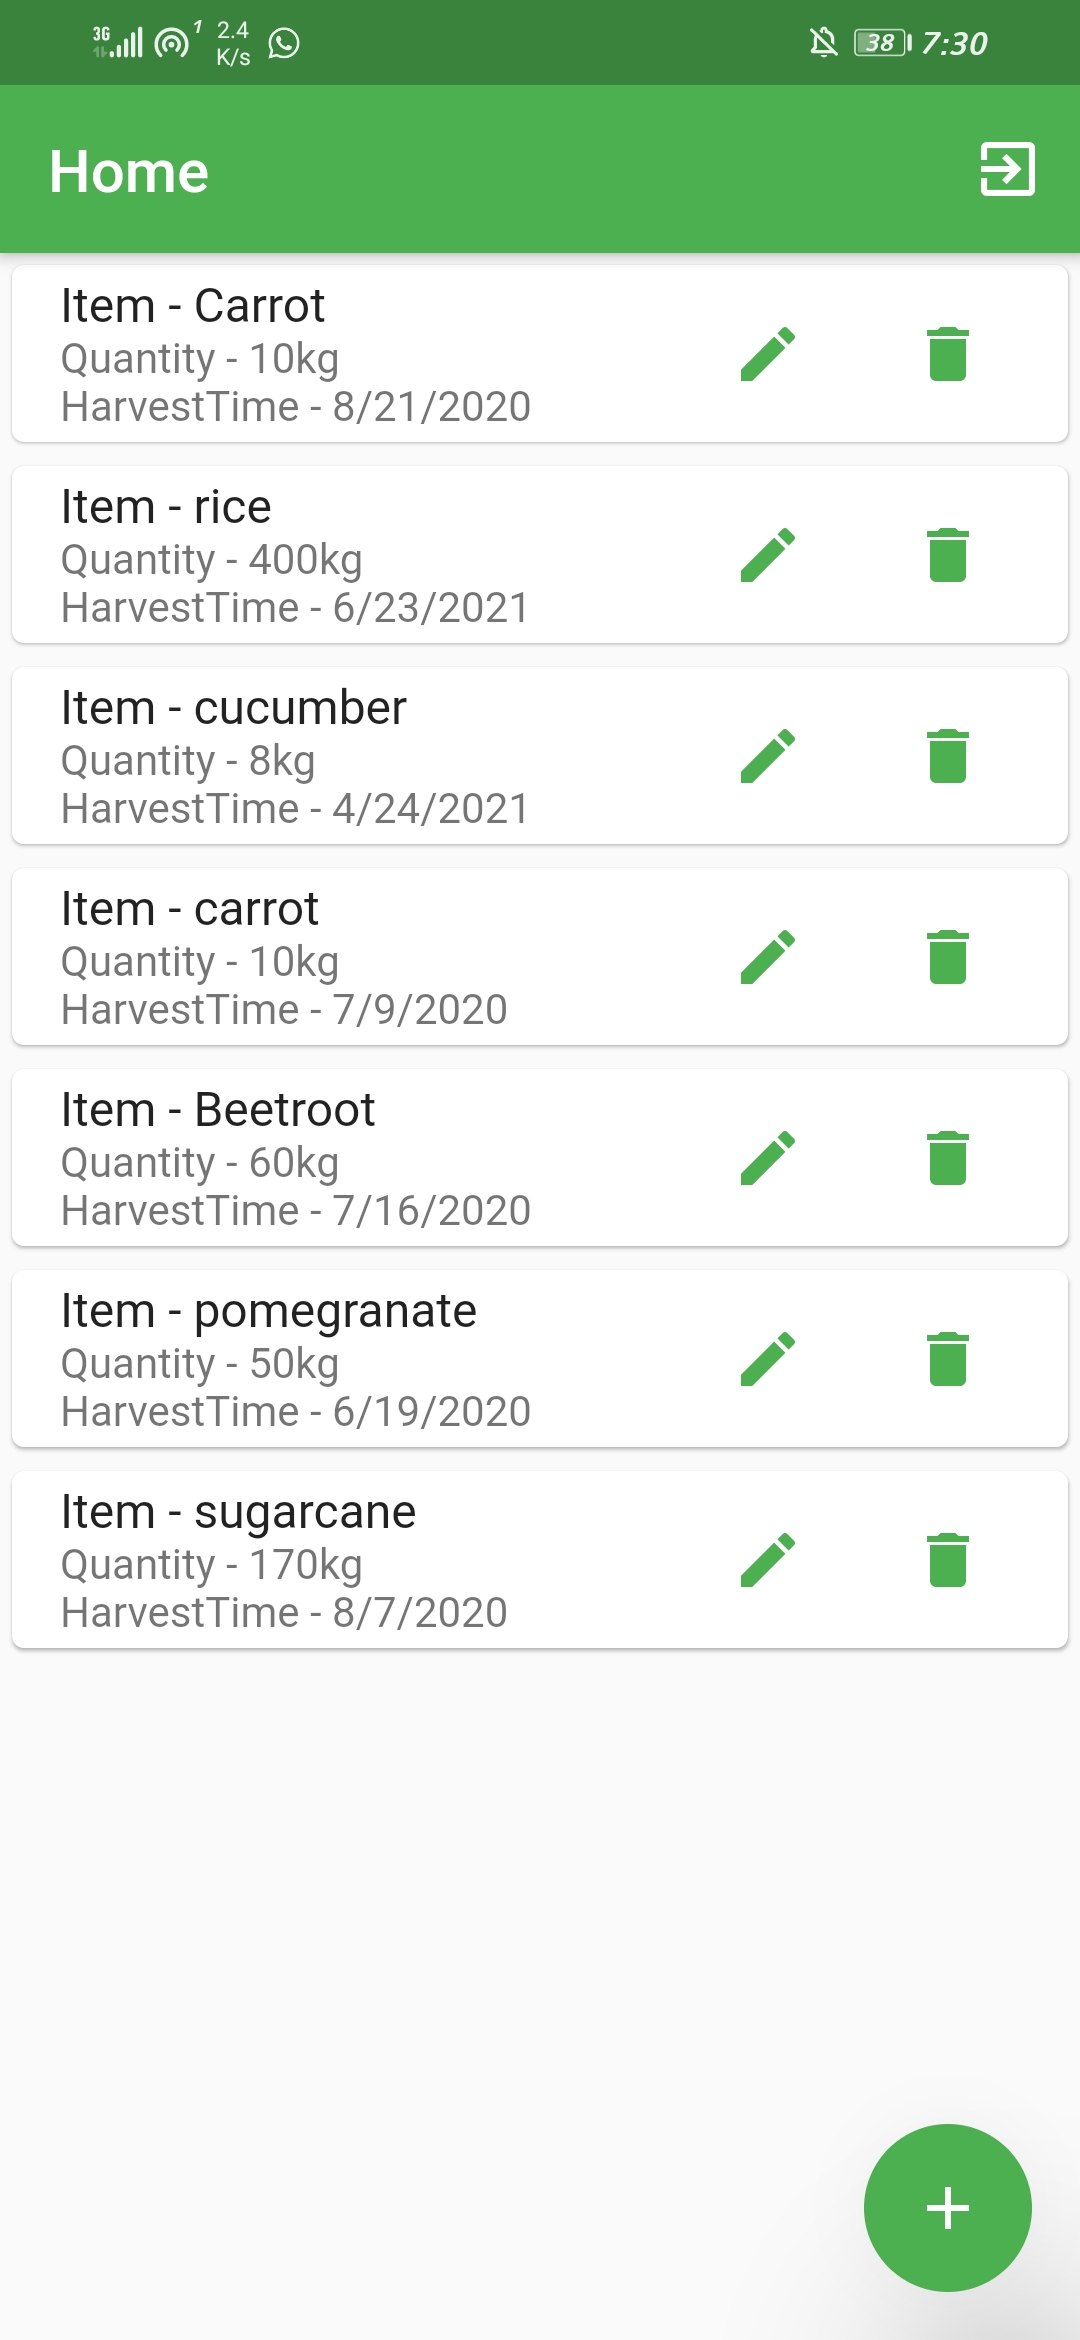 3G 1 2.4 K/s 38 7:30
Home
Item - Carrot
Quantity - 10kg
HarvestTime - 8/21/2020
Item - rice
Quantity - 400kg
HarvestTime - 6/23/2021
Item - cucumber
Quantity - 8kg
HarvestTime - 4/24/2021
Item - carrot
Quantity - 10kg
HarvestTime - 7/9/2020
Item - Beetroot
Quantity - 60kg
HarvestTime - 7/16/2020
Item - pomegranate
Quantity - 50kg
HarvestTime - 6/19/2020
Item - sugarcane
Quantity - 170kg
HarvestTime - 8/7/2020